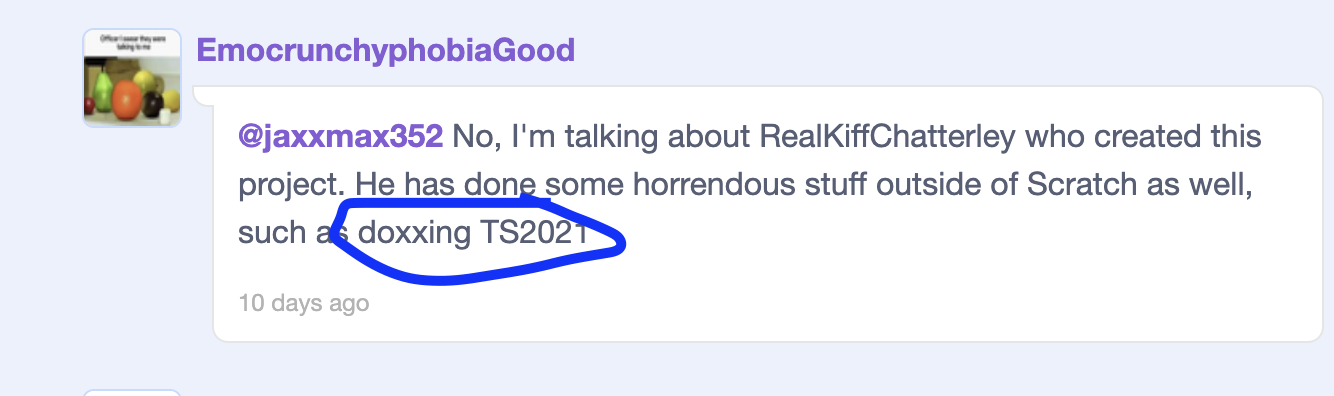 Officer I swear they were
talking to me
EmocrunchyphobiaGood
@jaxxmax352 No, I'm talking about RealKiffChatterley who created this
project. He has done some horrendous stuff outside of Scratch as well,
such as doxxing TS2021
10 days ago